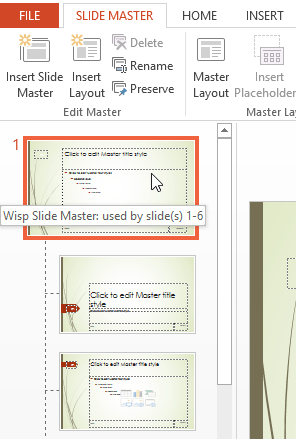 FILE SLIDE MASTER HOME INSERT
Insert Slide Master
Insert Layout
Delete
Rename
Preserve
Master Layout
Insert Placeholder
Edit Master
Master La
1
Click to edit Master title style
Wisp Slide Master: used by slide(s) 1-6
Click to edit Master title
style
Click to edit Master title style